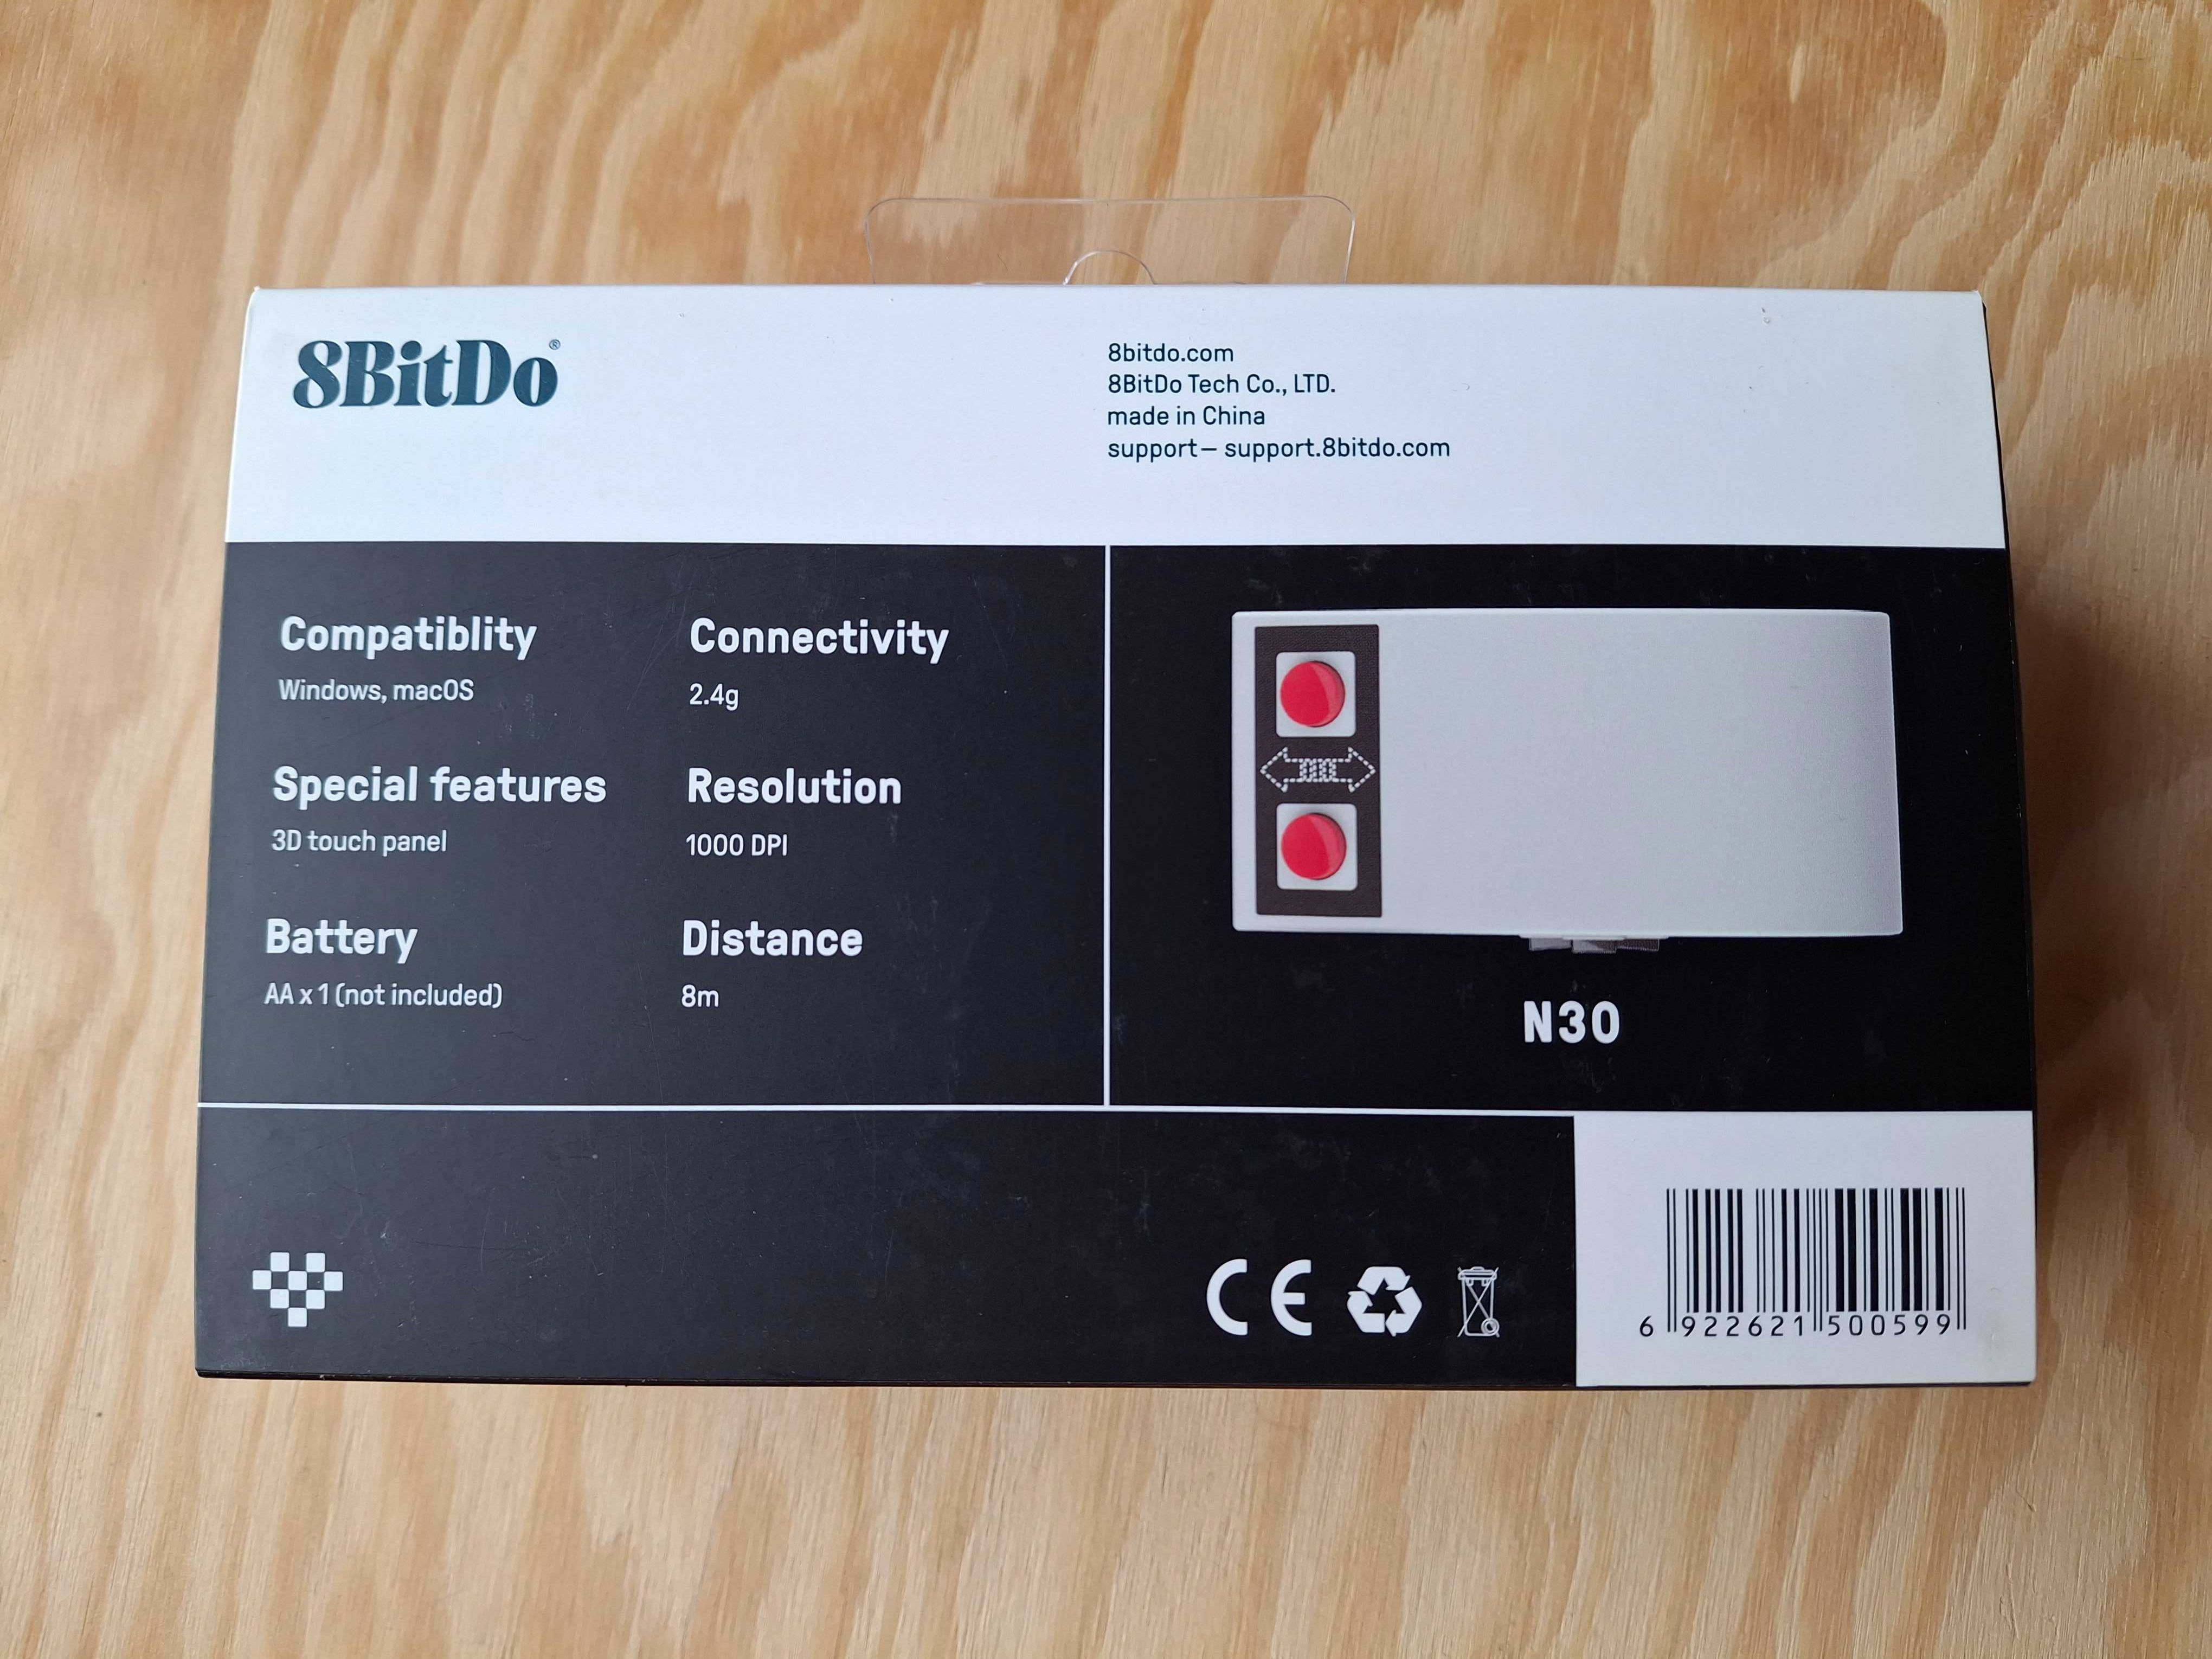 8BitDo®
8bitdo.com
8BitDo Tech Co., LTD.
made in China
support– support.8bitdo.com
Compatiblity
Windows, macOS
Connectivity
2.4g
Special features
3D touch panel
Resolution
1000 DPI
Battery
AA x 1 (not included)
Distance
8m
N30
CE
6 922621 500599